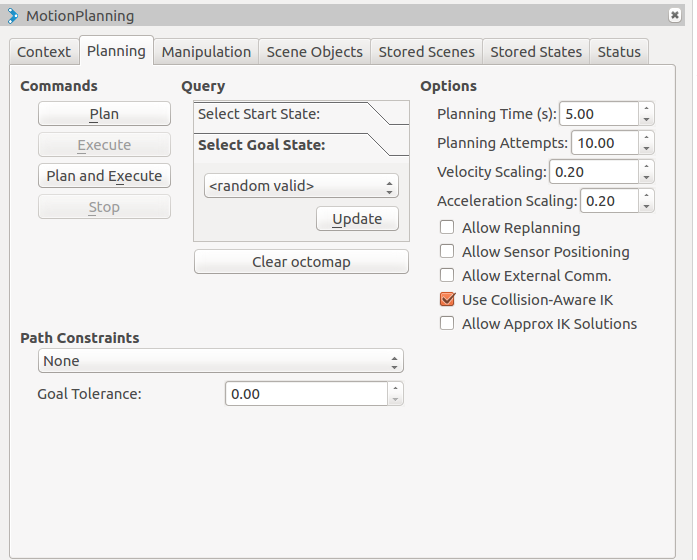 MotionPlanning
Context Planning Manipulation Scene Objects Stored Scenes Stored States Status
Commands
Plan
Execute
Plan and Execute
Stop
Query
Select Start State:
Select Goal State:
<random valid>
Update
Clear octomap
Options
Planning Time (s): 5.00
Planning Attempts: 10.00
Velocity Scaling: 0.20
Acceleration Scaling: 0.20
Allow Replanning
Allow Sensor Positioning
Allow External Comm.
Use Collision-Aware IK
Allow Approx IK Solutions
Path Constraints
None
Goal Tolerance: 0.00